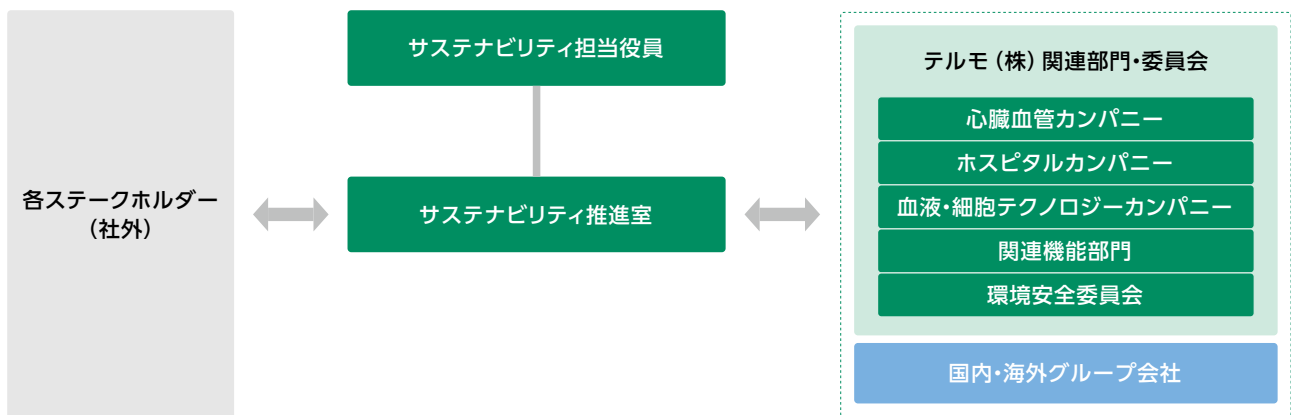 各ステークホルダー
（社外）
サステナビリティ担当役員
サステナビリティ推進室
テルモ（株）関連部門・委員会
心臓血管カンパニー
ホスピタルカンパニー
血液・細胞テクノロジーカンパニー
関連機能部門
環境安全委員会
国内・海外グループ会社